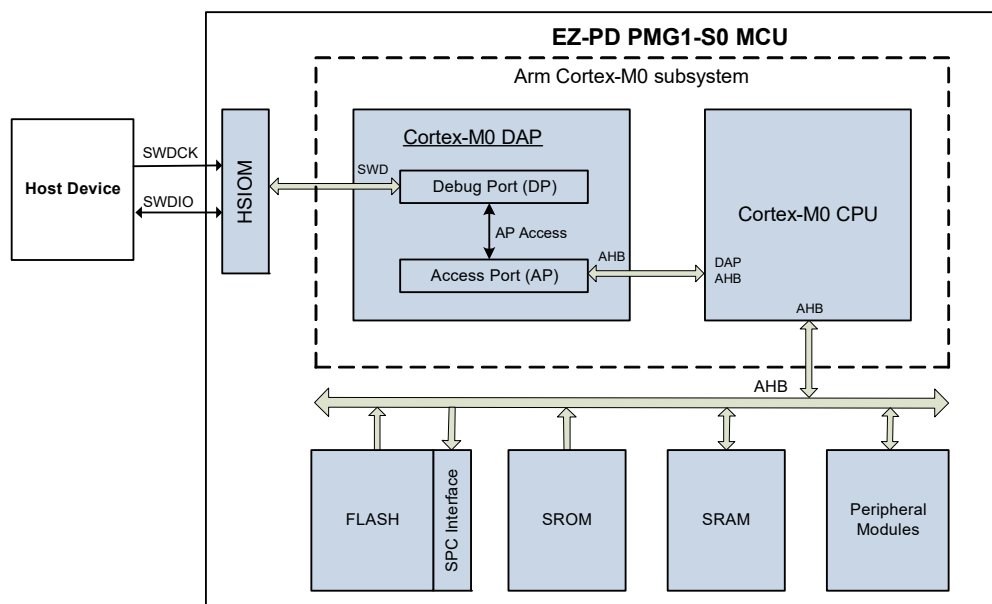 EZ-PD PMG1-S0 MCU
Arm Cortex-M0 subsystem
Host Device
SWDCK
SWDIO
HSIOM
Cortex-M0 DAP
SWD
Debug Port (DP)
AP Access
Access Port (AP)
AHB
Cortex-M0 CPU
DAP
AHB
AHB
AHB
FLASH
SPC Interface
SROM
SRAM
Peripheral
Modules